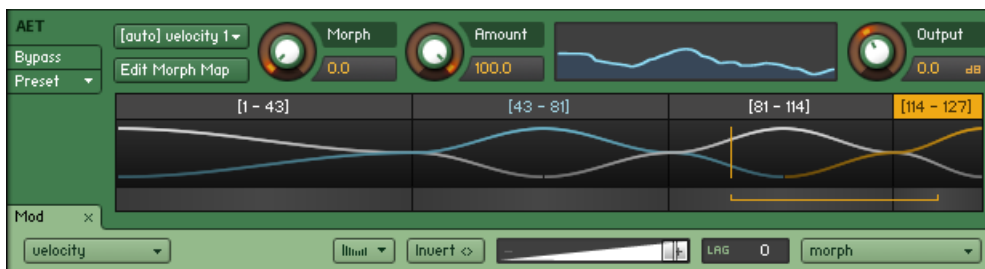 AET
Bypass
Preset
[auto] velocity 1
Edit Morph Map
Morph
0.0
Amount
100.0
Output
0.0 dB
[1 - 43] [43 - 81] [81 - 114] [114 - 127]
Mod ×
velocity
Invert <>
LAG 0
morph